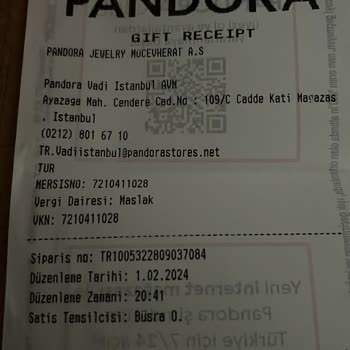 PANDORA
GIFT RECEIPT
PANDORA JEWELRY MUCEVHERAT A.S
Pandora Vadi Istanbul AVM
Ayazaga Mah. Cendere Cad.No : 109/C Cadde Kati Magazas
, Istanbul
(0212) 801 67 10
TR.Vadiistanbul@pandorastores.net
TUR
MERSISNO: 7210411028
Vergi Dairesi: Maslak
VKN: 7210411028
Siparis no: TR1005322809037084
Düzenleme Tarihi: 1.02.2024
Düzenleme Zamani: 20:41
Satis Temsilcisi: Büsra O.